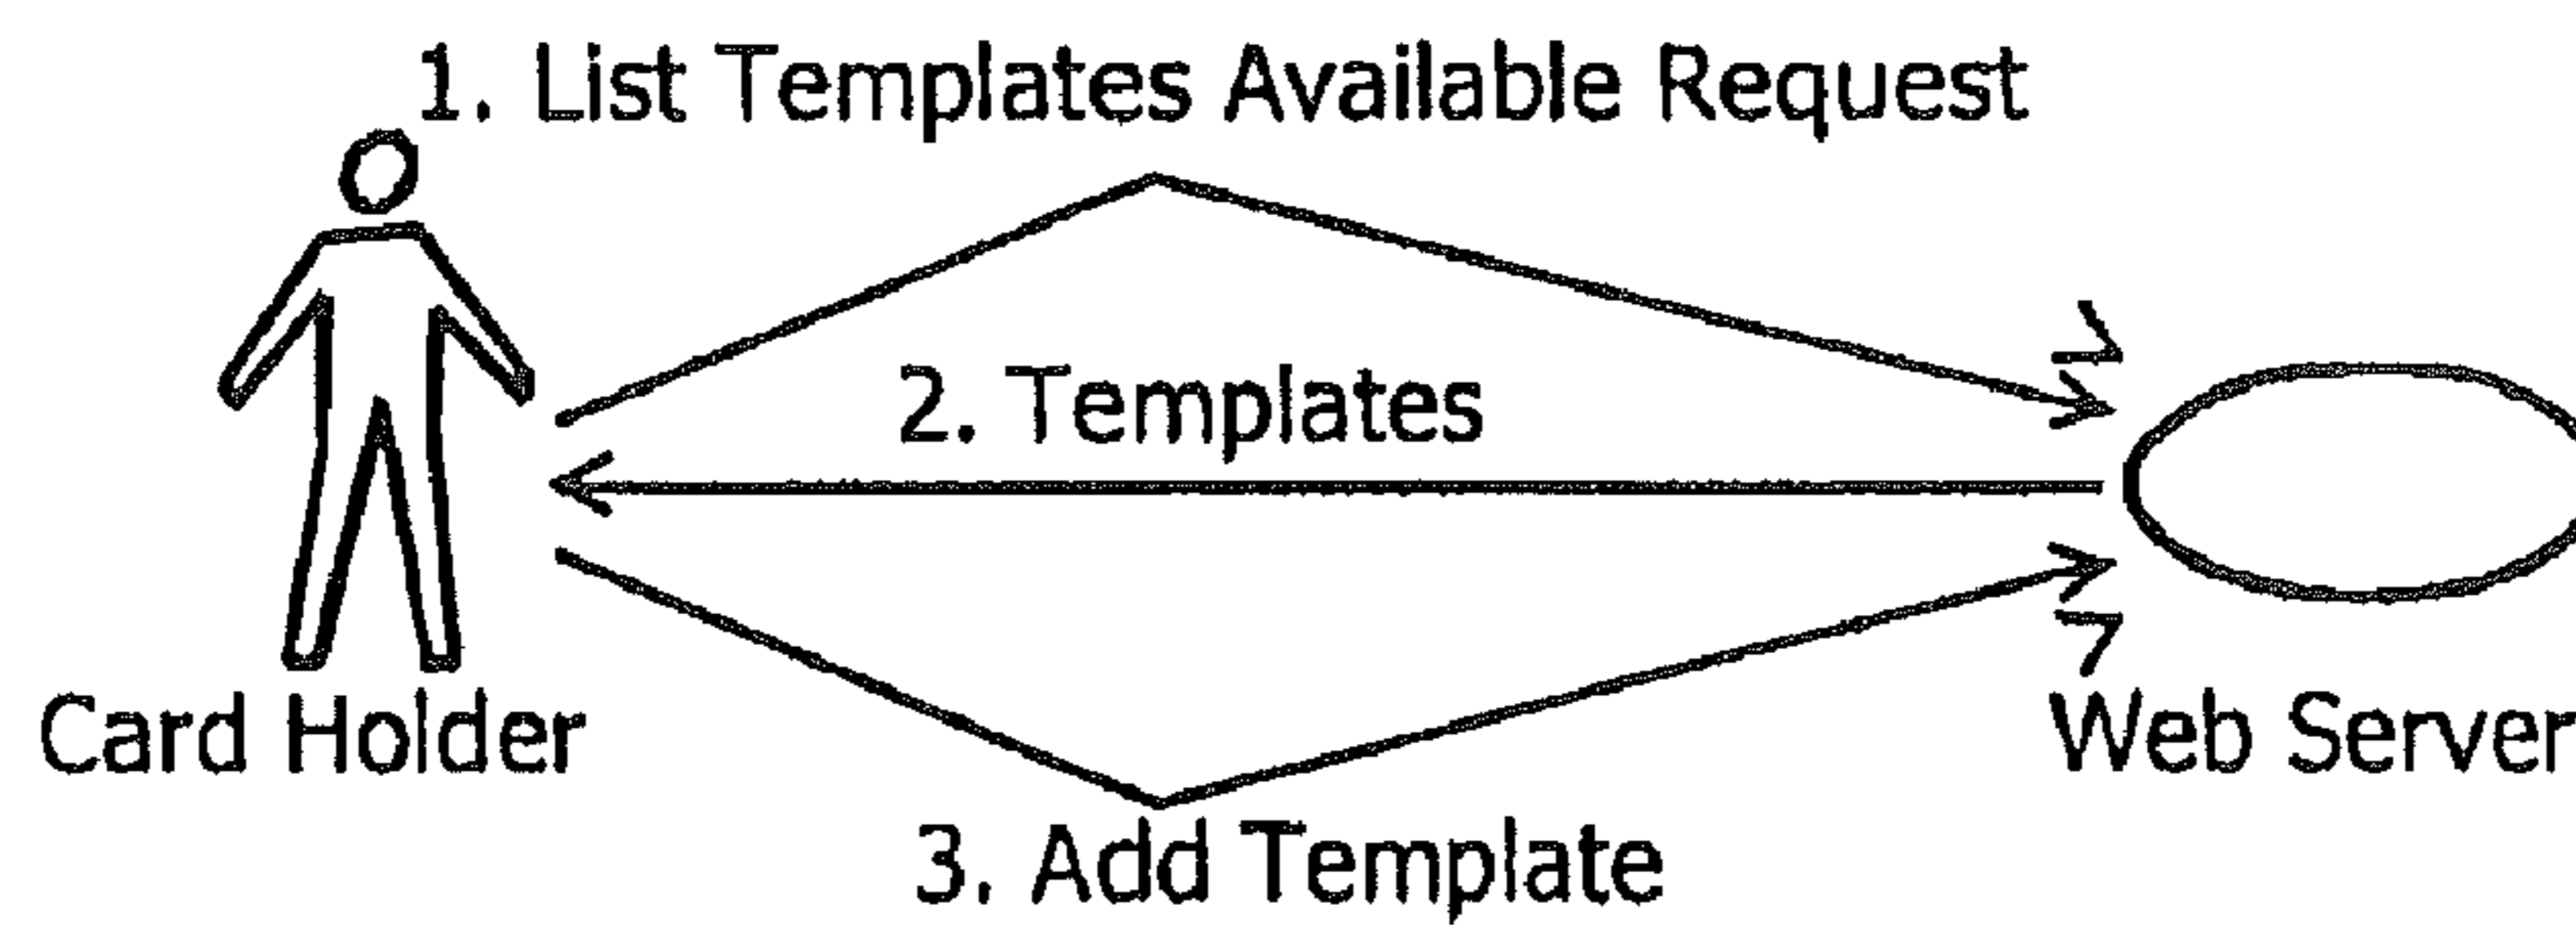 1. List Templates Available Request
2. Templates
Card Holder
Web Server
3. Add Template